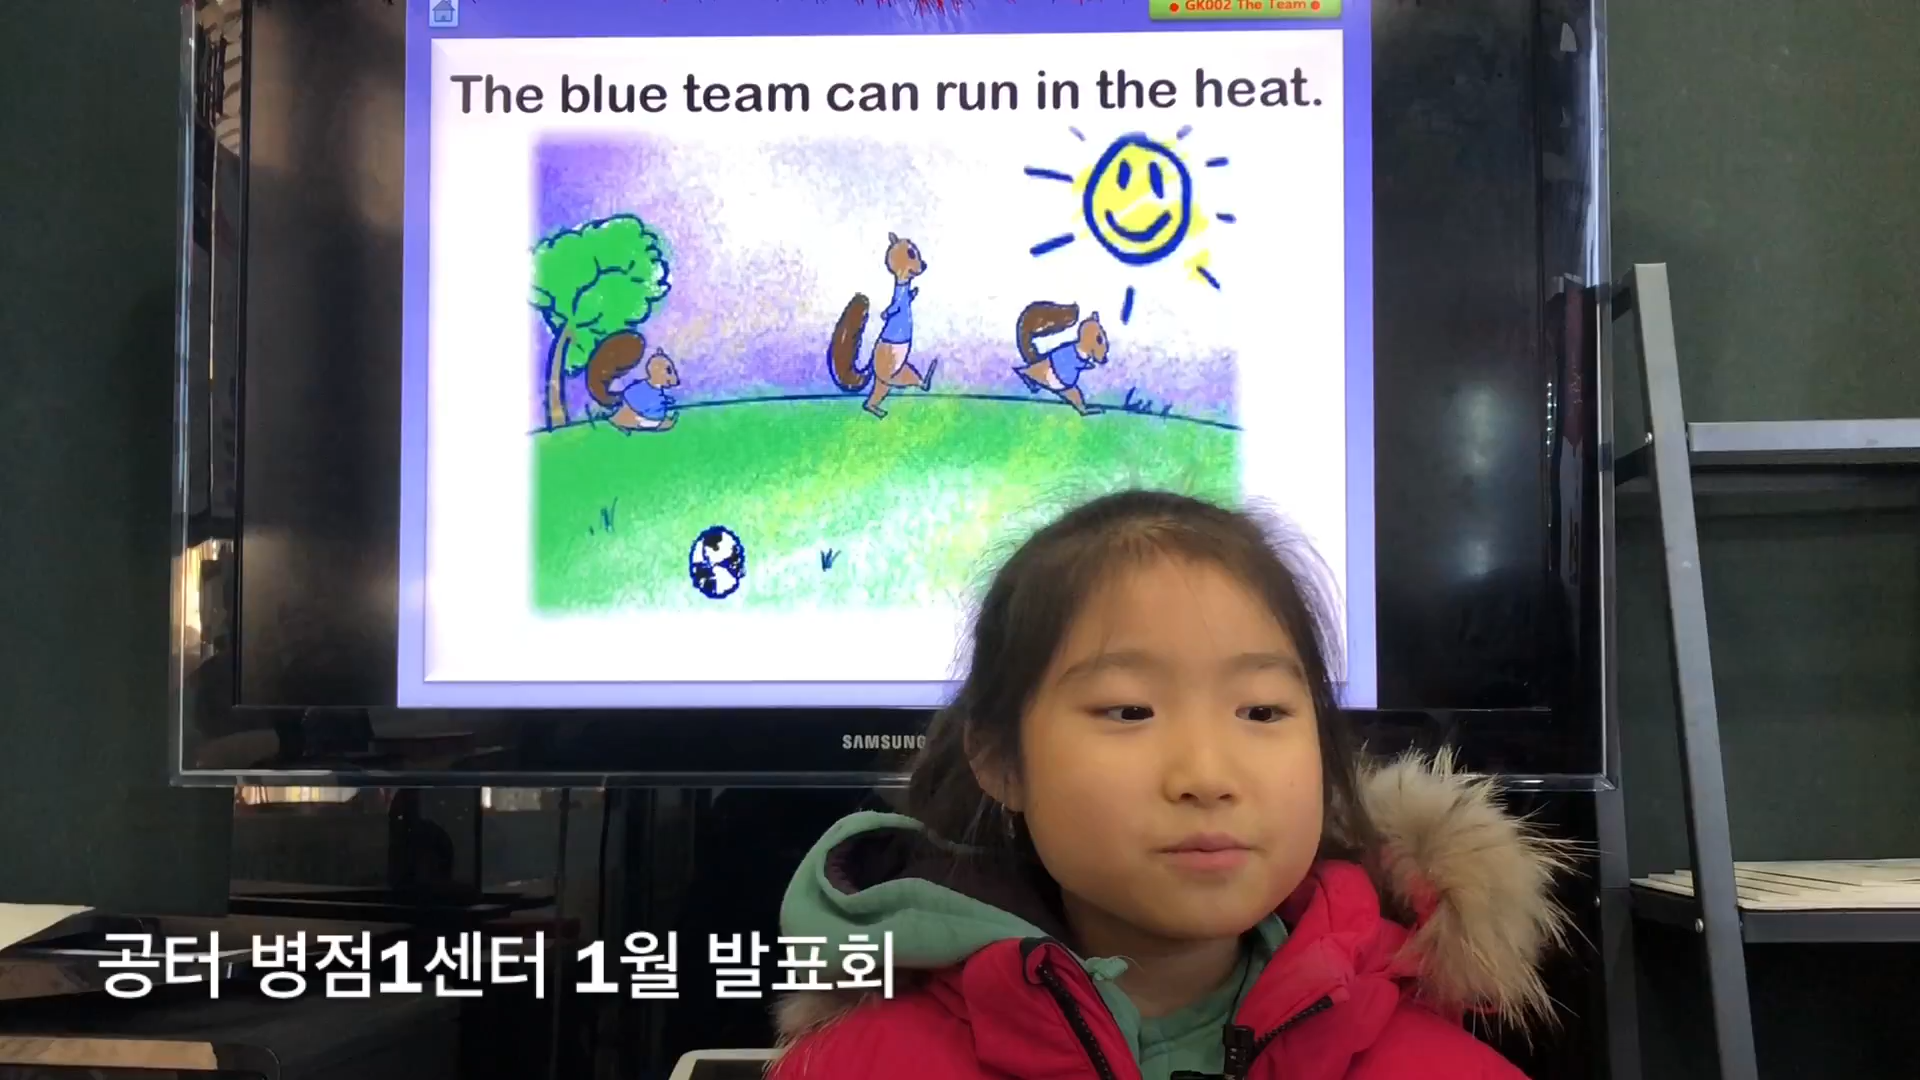 ● GK002 The Team ●
The blue team can run in the heat.
SAMSUNG
공터 병점1센터 1월 발표회